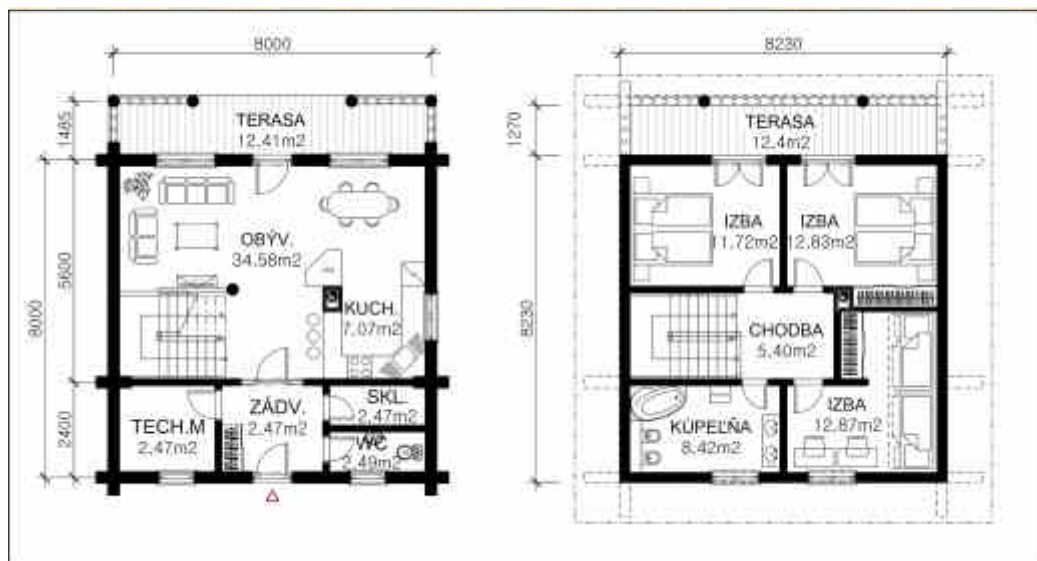 8000
TERASA
12.41m2
1485
5600
8000
2400
OBÝV.
34.58m2
KUCH.
7.07m2
TECH.M
2.47m2
ZÁDV.
2.47m2
SKL.
2.47m2
WC
2.49m2
8230
TERASA
12.4m2
1270
8230
IZBA
11.72m2
IZBA
12.83m2
CHODBA
5.40m2
KÚPEĽŇA
8.42m2
IZBA
12.87m2